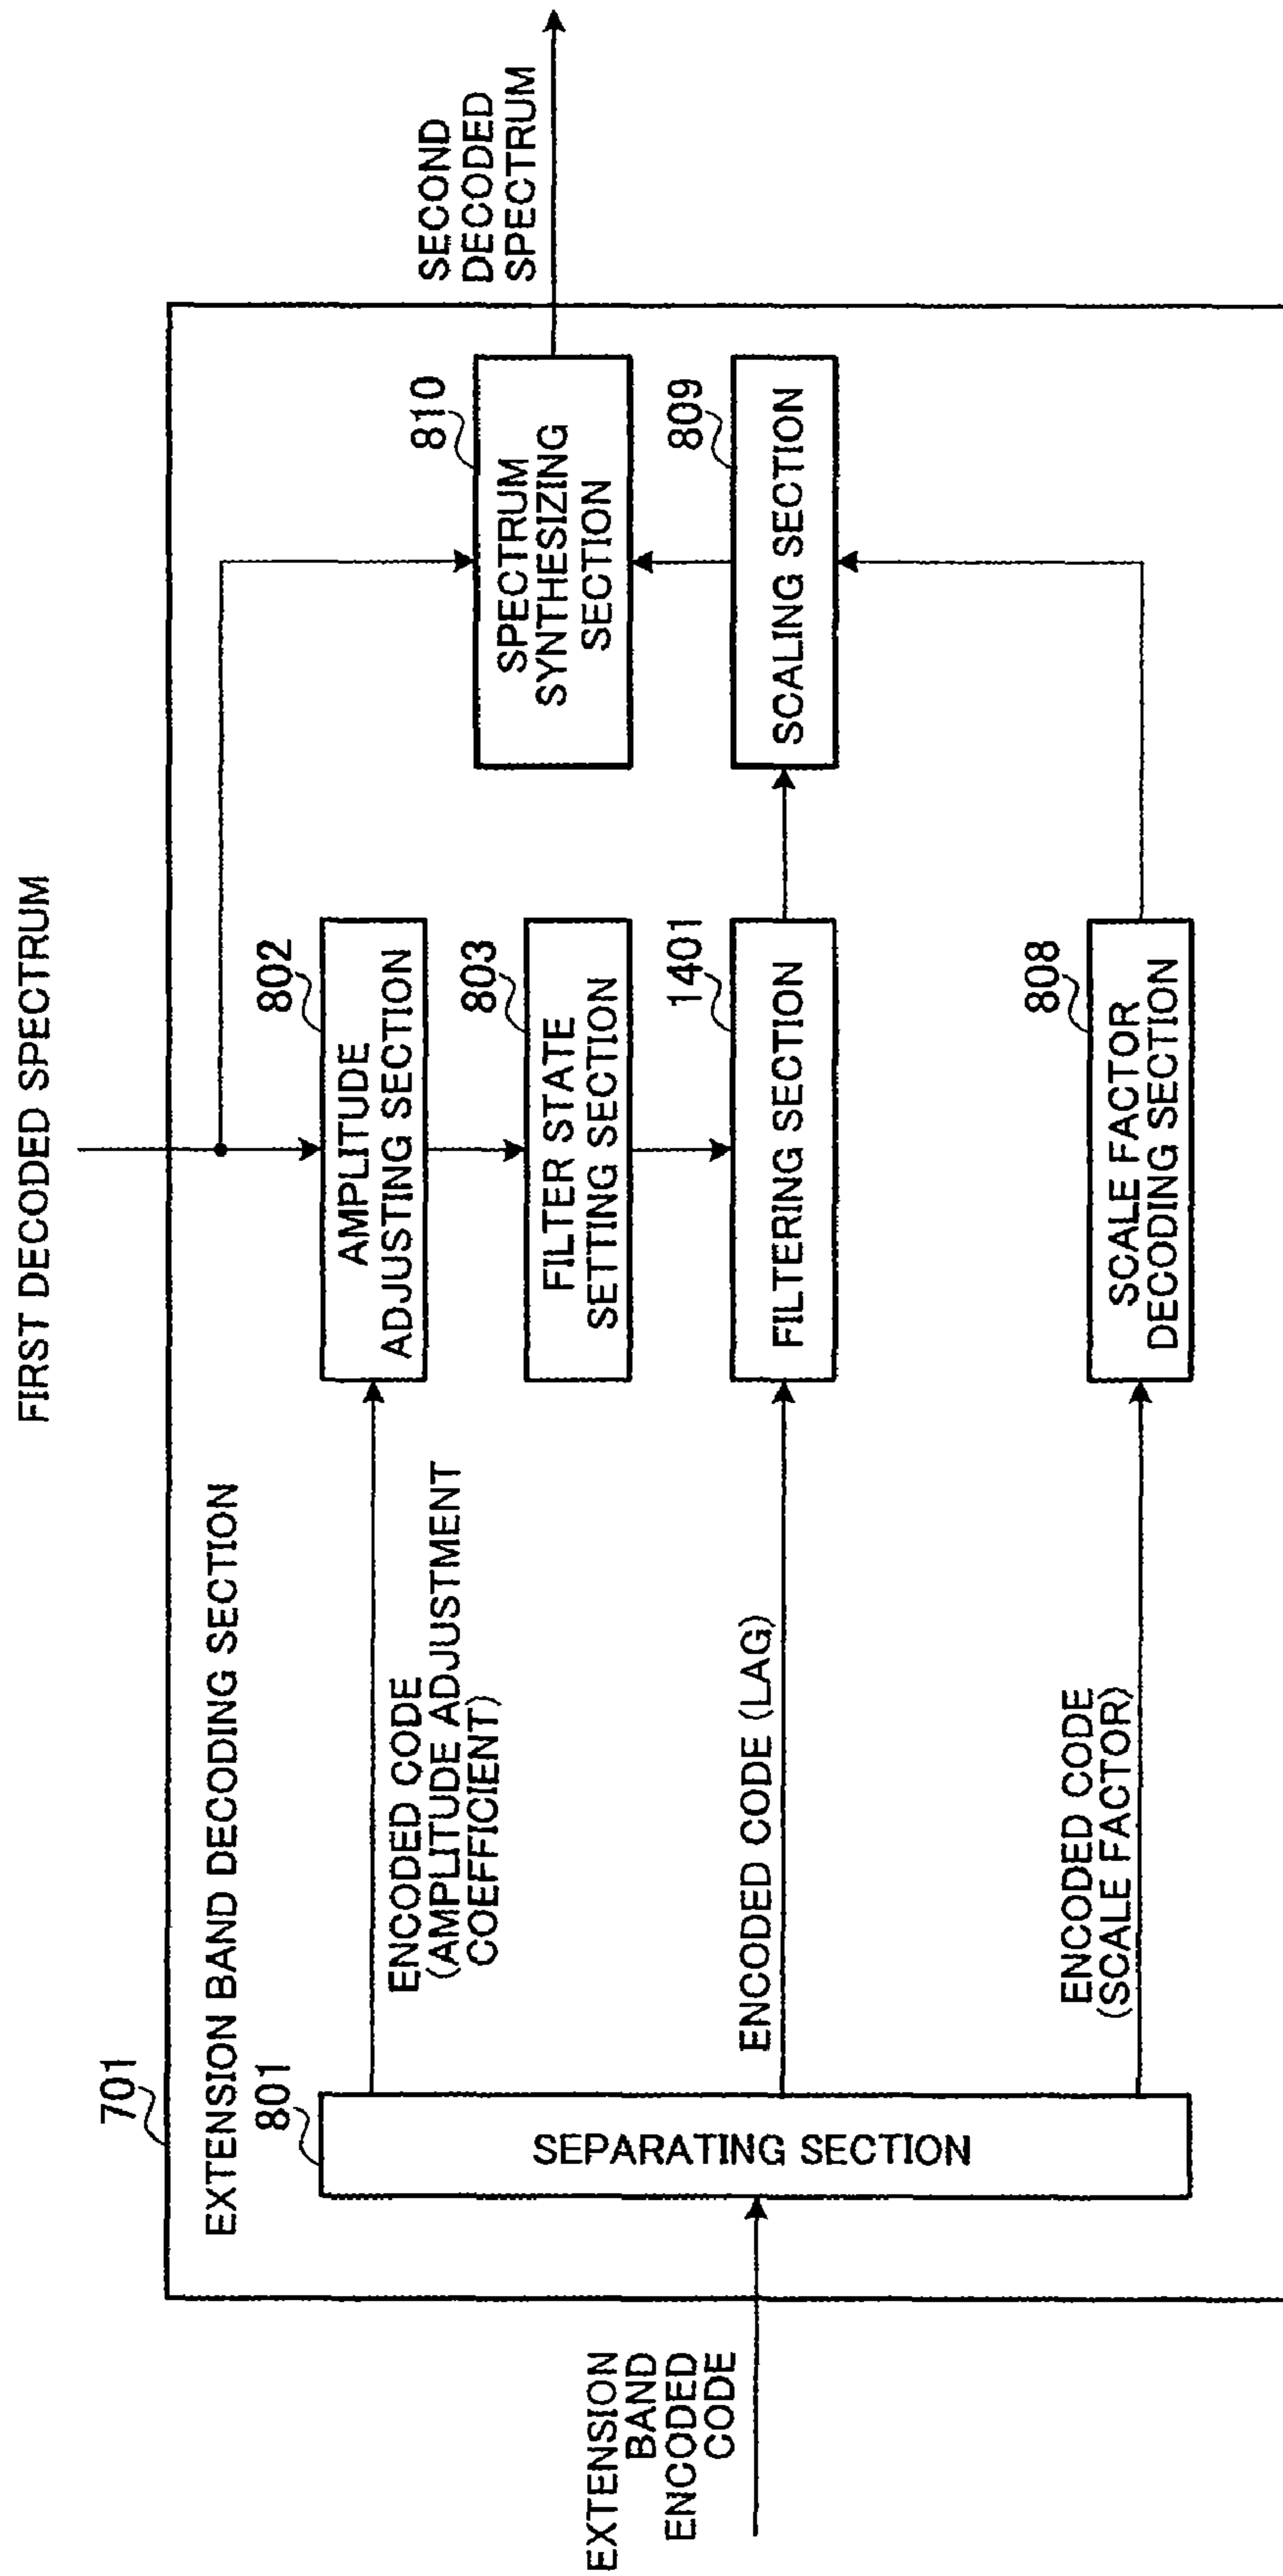 FIRST DECODED SPECTRUM
701
EXTENSION BAND DECODING SECTION
801
SEPARATING SECTION
EXTENSION
BAND
ENCODED
CODE
ENCODED CODE
(AMPLITUDE ADJUSTMENT
COEFFICIENT)
802
AMPLITUDE
ADJUSTING SECTION
803
FILTER STATE
SETTING SECTION
ENCODED CODE (LAG)
1401
FILTERING SECTION
ENCODED CODE
(SCALE FACTOR)
808
SCALE FACTOR
DECODING SECTION
810
SPECTRUM
SYNTHESIZING
SECTION
809
SCALING SECTION
SECOND
DECODED
SPECTRUM